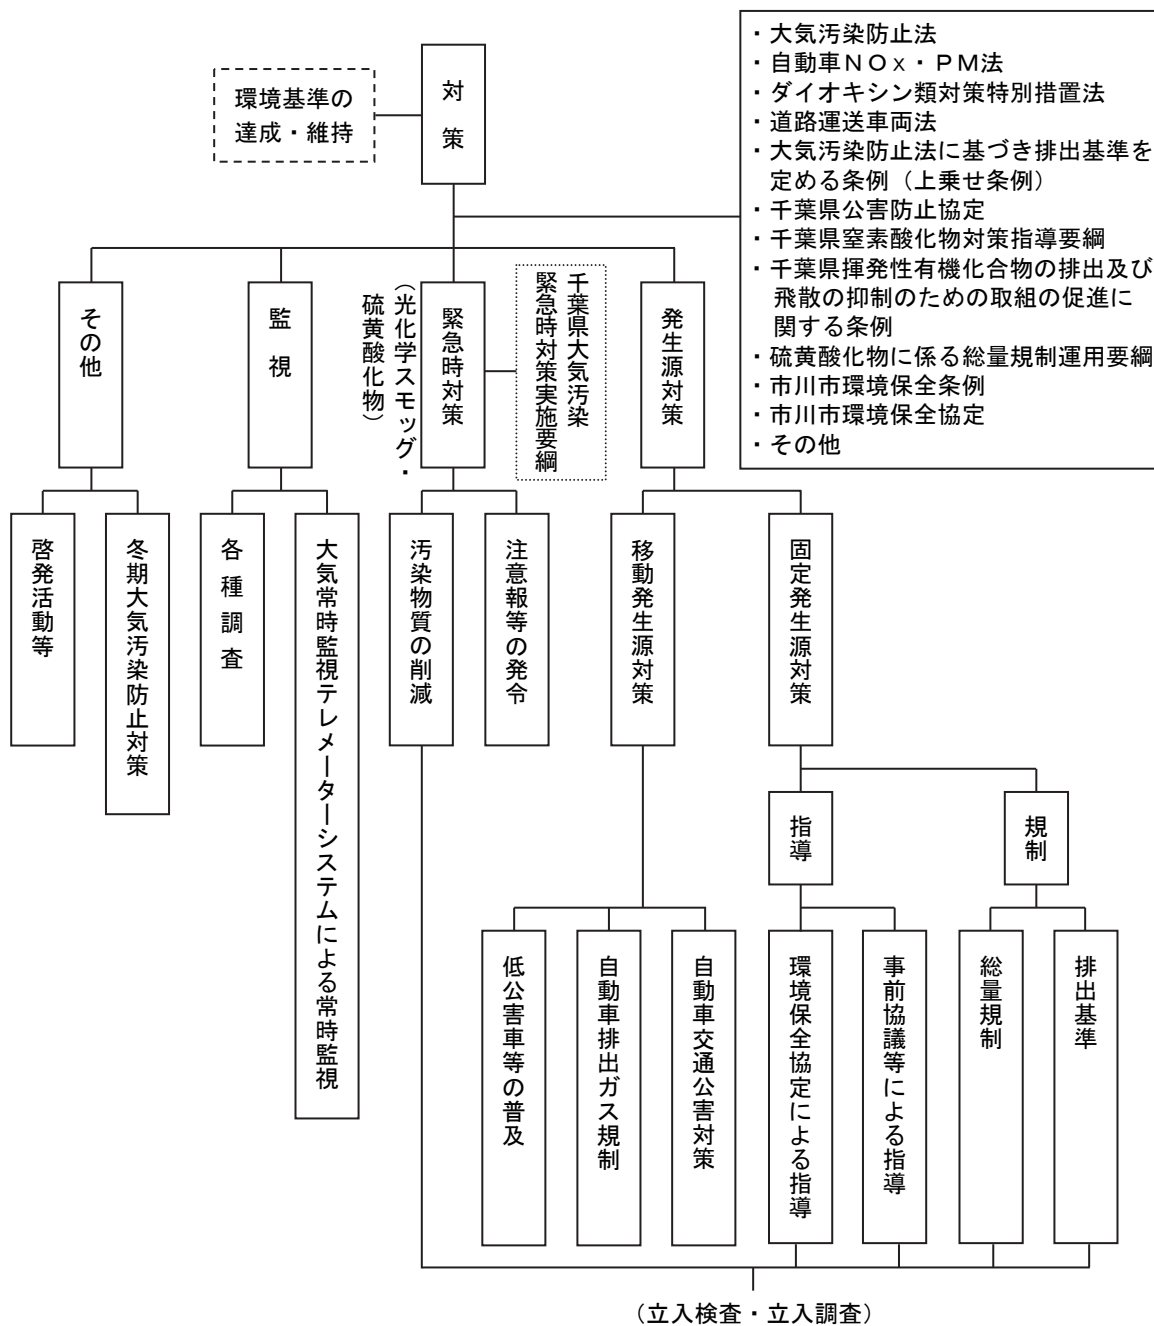 対策
環境基準の
達成・維持
・大気汚染防止法
・自動車ＮＯｘ・ＰＭ法
・ダイオキシン類対策特別措置法
・道路運送車両法
・大気汚染防止法に基づき排出基準を
定める条例（上乗せ条例）
・千葉県公害防止協定
・千葉県窒素酸化物対策指導要綱
・千葉県揮発性有機化合物の排出及び
飛散の抑制のための取組の促進に
関する条例
・硫黄酸化物に係る総量規制運用要綱
・市川市環境保全条例
・市川市環境保全協定
・その他
発生源対策
千葉県大気汚染
緊急時対策実施要綱
緊急時対策
（光化学スモッグ・
硫黄酸化物）
監視
その他
固定発生源対策
移動発生源対策
注意報等の発令
汚染物質の削減
大気常時監視テレメーターシステムによる常時監視
各種調査
冬期大気汚染防止対策
啓発活動等
規制
指導
排出基準
総量規制
事前協議等による指導
環境保全協定による指導
自動車交通公害対策
自動車排出ガス規制
低公害車等の普及
（立入検査・立入調査）